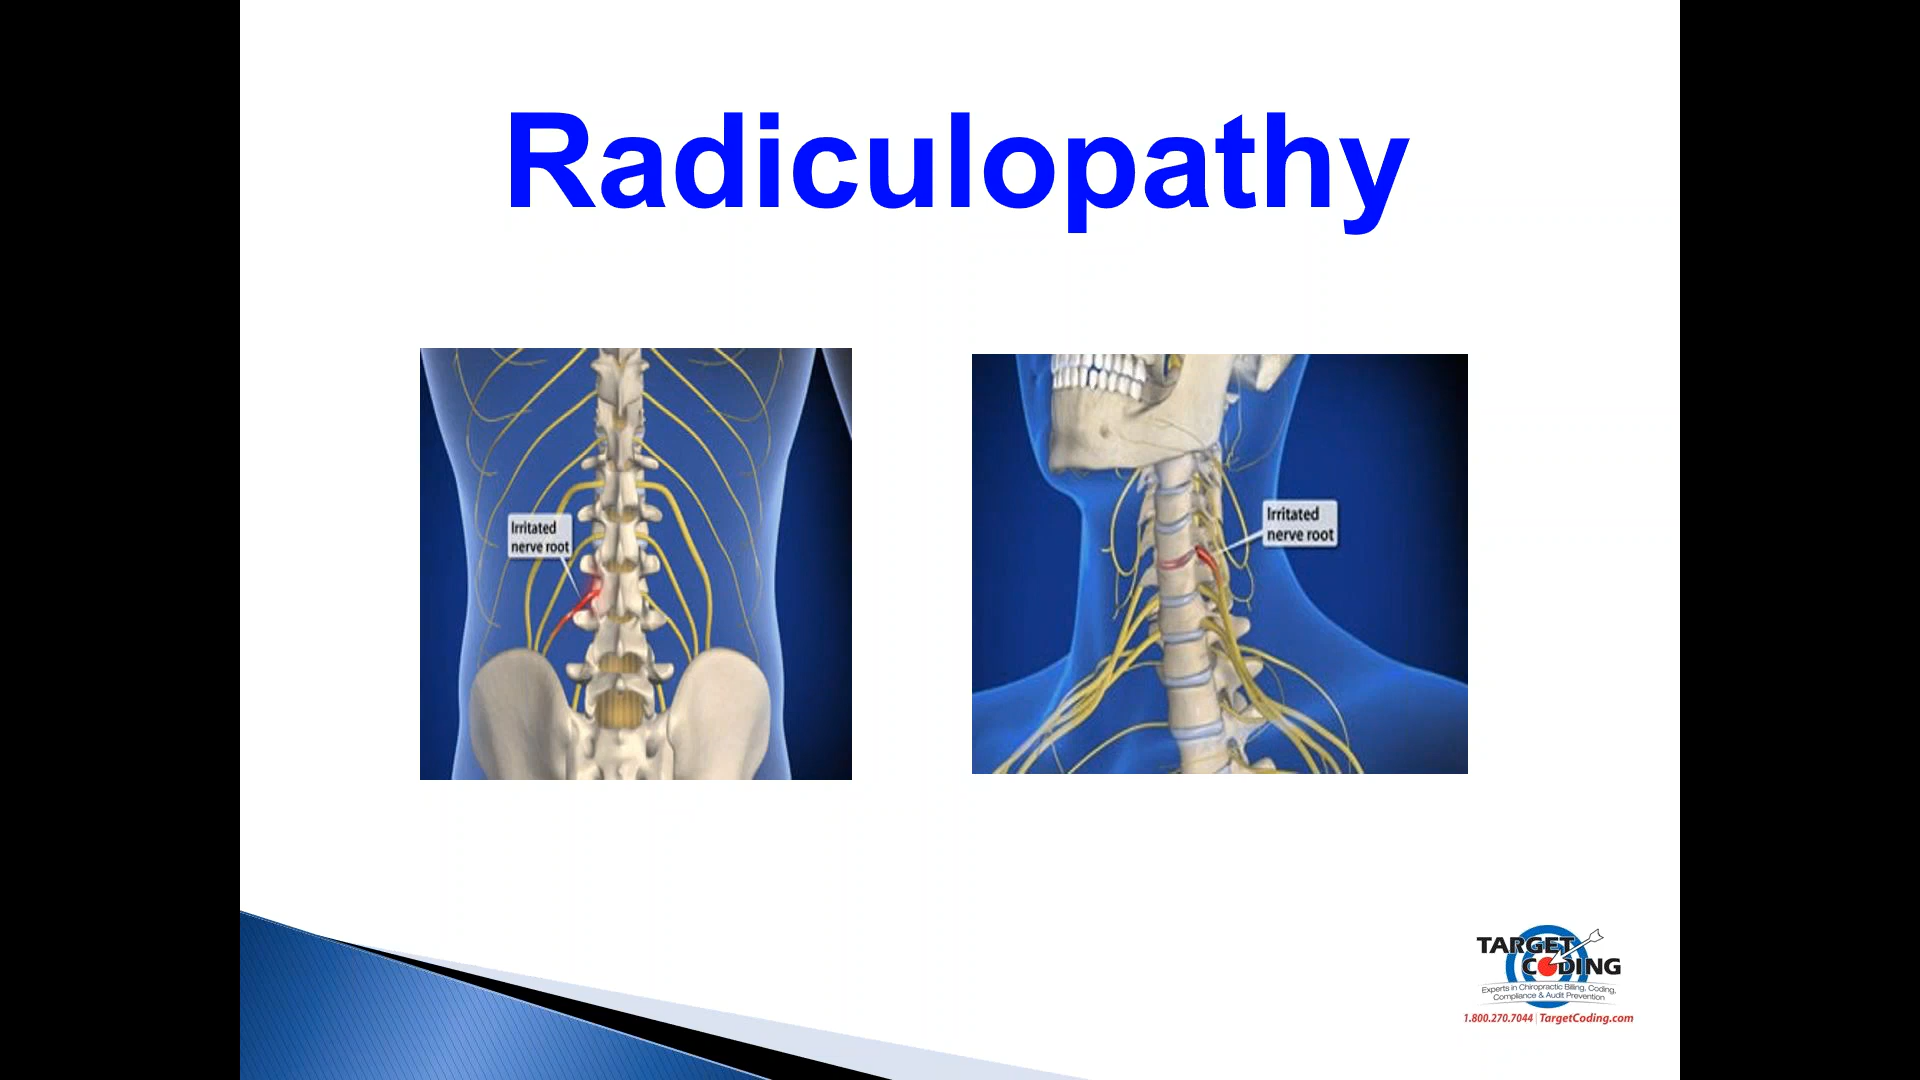 Radiculopathy
Irritated
nerve root
Irritated
nerve root
TARGET
CODING
Experts in Chiropractic Billing, Coding,
Compliance & Audit Prevention
1.800.270.7044 | TargetCoding.com